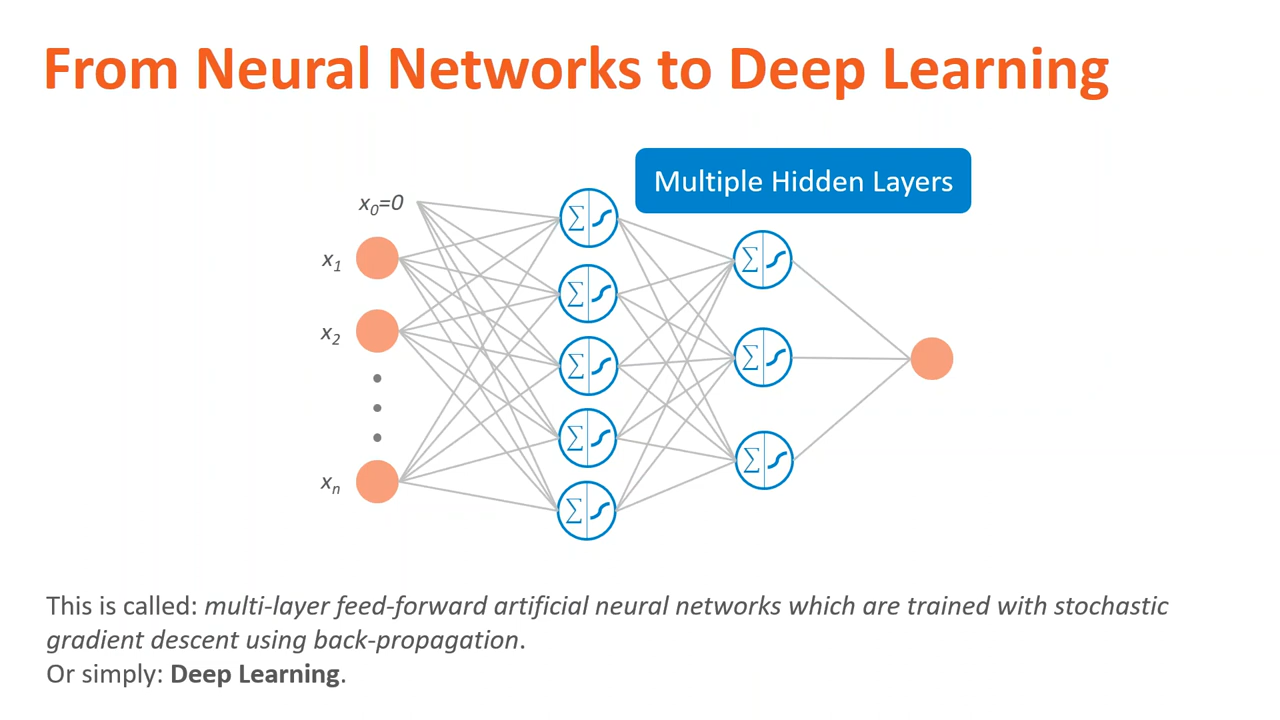 From Neural Networks to Deep Learning
Multiple Hidden Layers
x₀=0
x₁
x₂
xₙ
∑
∑
∑
∑
∑
∑
∑
∑
This is called: multi-layer feed-forward artificial neural networks which are trained with stochastic
gradient descent using back-propagation.
Or simply: Deep Learning.